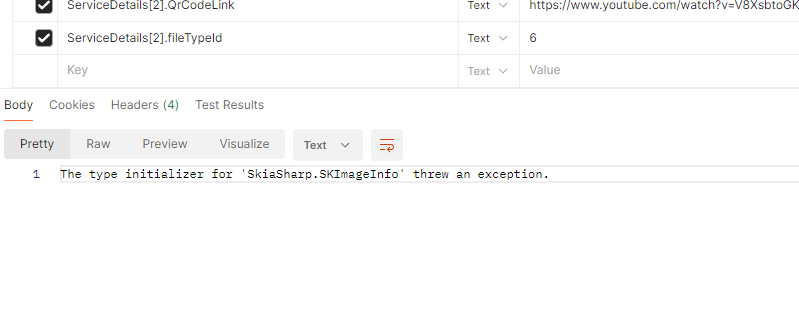 ServiceDetails[2].QrCodeLink Text https://www.youtube.com/watch?v=V8XsbtoGK
ServiceDetails[2].fileTypeId Text 6
Key Text Value
Body Cookies Headers (4) Test Results
Pretty Raw Preview Visualize Text
1 The type initializer for 'SkiaSharp.SKImageInfo' threw an exception.